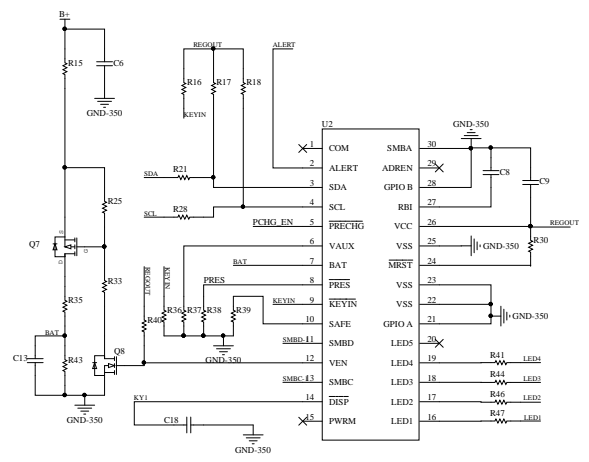 B+
R15
C6
GND-350
R25
Q7
S
G
D
R33
R35
BAT
C13
R43
Q8
GND-350
REGOUT
ALERT
R16
R17
R18
KEYIN
SDA
R21
SCL
R28
PCHG_EN
BAT
PRES
KEYIN
REGOUT
KEYIN
R40
R36
R37
R38
R39
GND-350
SMBD-
SMBC-
KY1
C18
GND-350
U2
1 COM
2 ALERT
3 SDA
4 SCL
5 PRECHG
6 VAUX
7 BAT
8 PRES
9 KEYIN
10 SAFE
11 SMBD
12 VEN
13 SMBC
14 DISP
15 PWRM
SMBA 30
ADREN 29
GPIO B 28
RBI 27
VCC 26
VSS 25
MRST 24
VSS 23
VSS 22
GPIO A 21
LED5 20
LED4 19
LED3 18
LED2 17
LED1 16
GND-350
C8
C9
REGOUT
R30
GND-350
GND-350
R41 LED4
R44 LED3
R46 LED2
R47 LED1